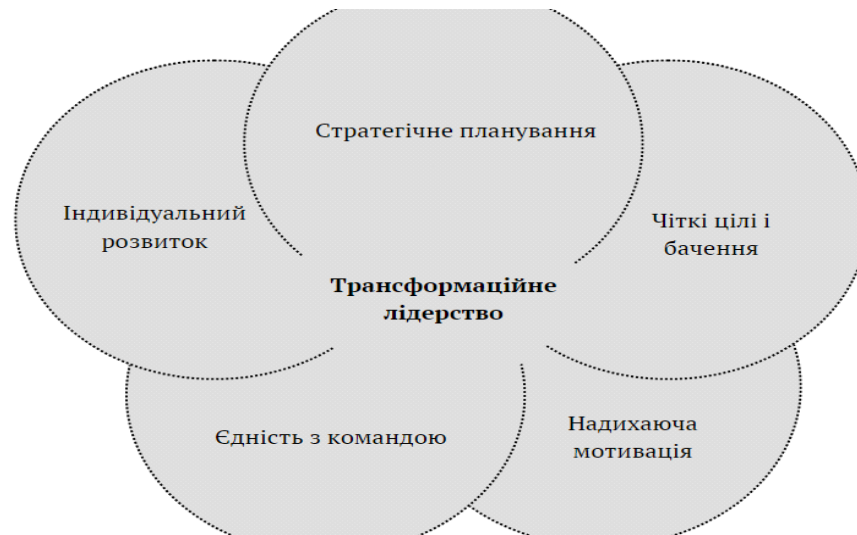 Стратегічне планування
Індивідуальний
розвиток
Чіткі цілі і
бачення
Трансформаційне
лідерство
Єдність з командою
Надихаюча
мотивація